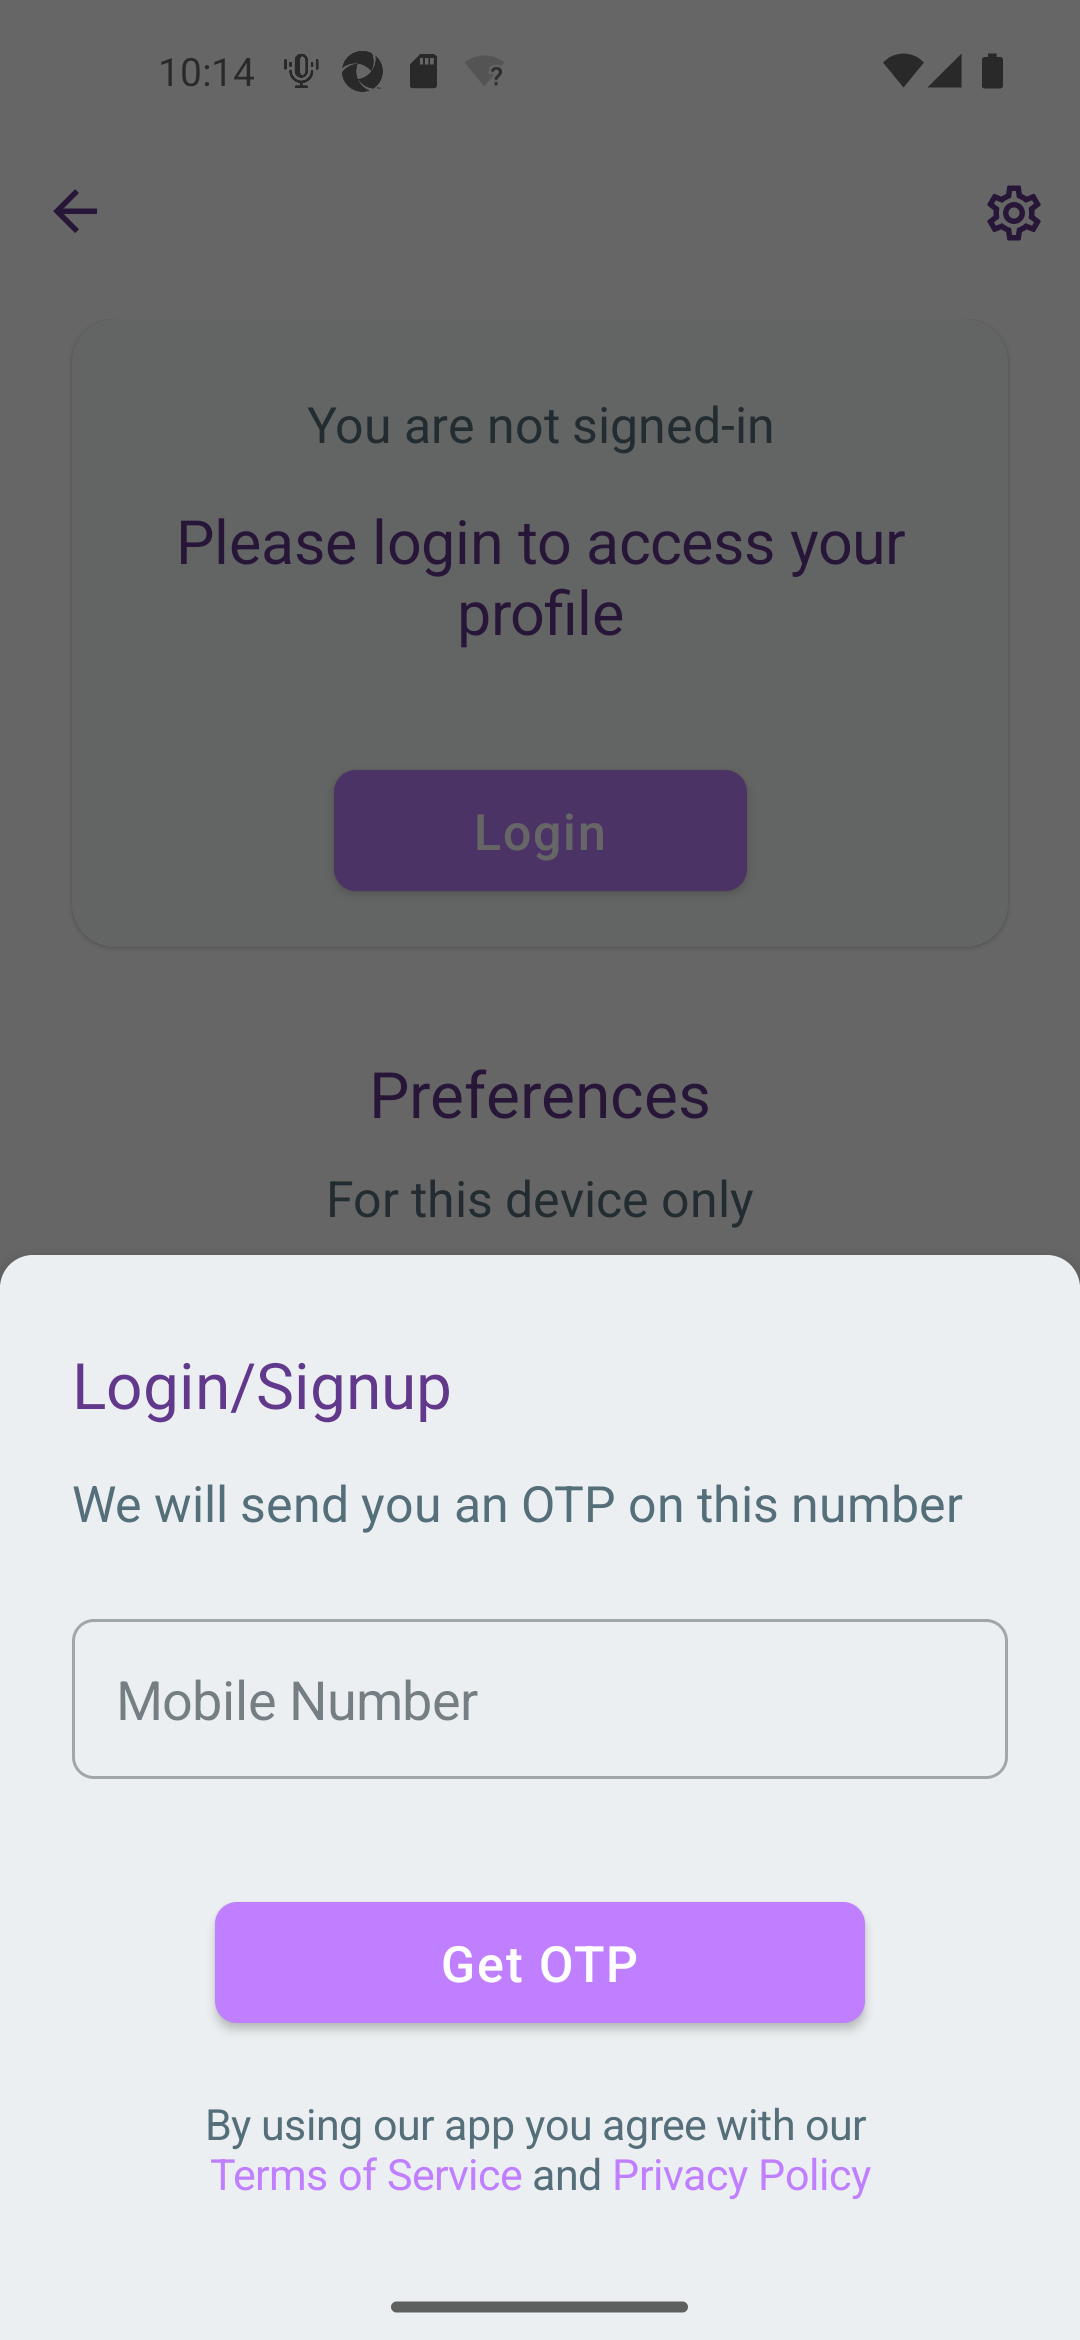 10:14
You are not signed-in
Please login to access your
profile
Login
Preferences
For this device only
Login/Signup
We will send you an OTP on this number
Mobile Number
Get OTP
By using our app you agree with our
Terms of Service and Privacy Policy